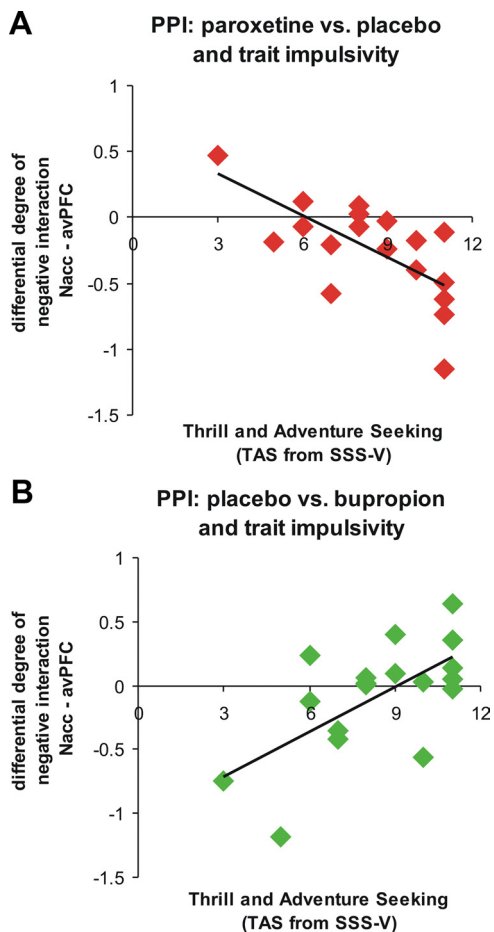 A
PPI: paroxetine vs. placebo
and trait impulsivity
differential degree of
negative interaction
Nacc - avPFC
1
0.5
0
-0.5
-1
-1.5
0
3
6
9
12
Thrill and Adventure Seeking
(TAS from SSS-V)
B
PPI: placebo vs. bupropion
and trait impulsivity
differential degree of
negative interaction
Nacc - avPFC
1
0.5
0
-0.5
-1
-1.5
0
3
6
9
12
Thrill and Adventure Seeking
(TAS from SSS-V)